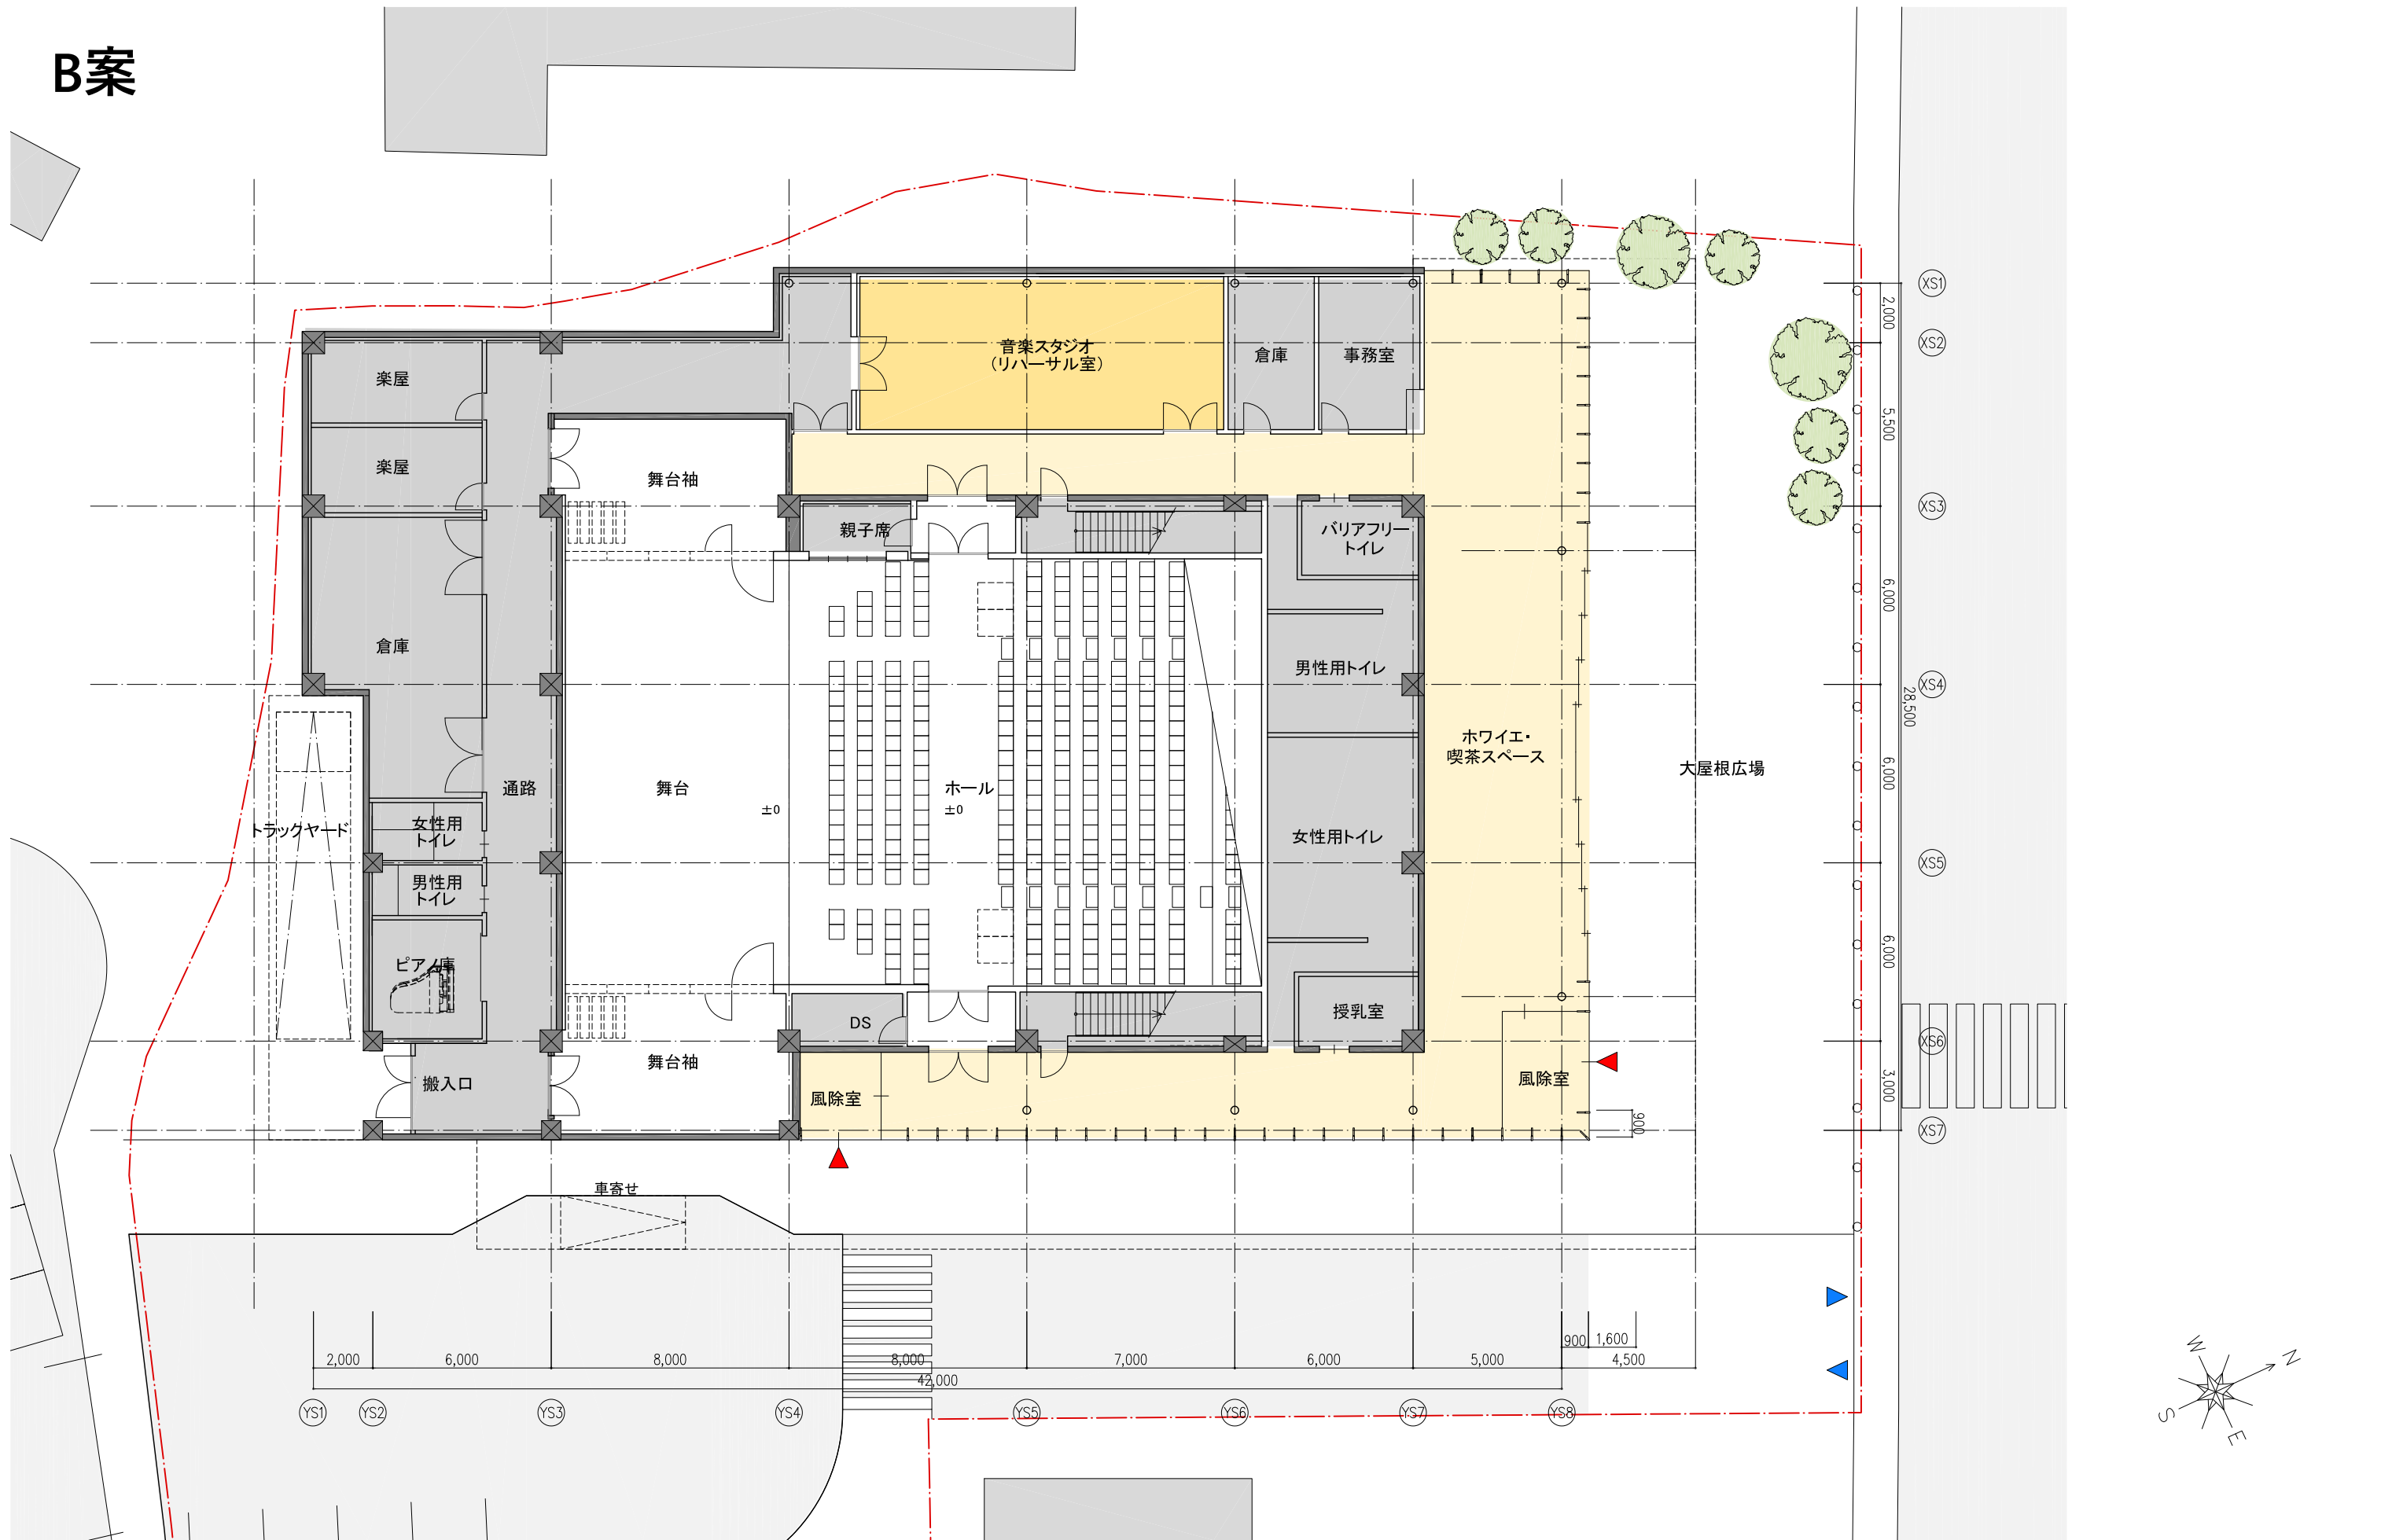 B案
音楽スタジオ
(リハーサル室)
倉庫
事務室
楽屋
楽屋
舞台袖
親子席
バリアフリー
トイレ
倉庫
男性用トイレ
ホワイエ・
喫茶スペース
大屋根広場
通路
舞台
±0
ホール
±0
女性用トイレ
トラックヤード
女性用
トイレ
男性用
トイレ
ピアノ庫
DS
授乳室
搬入口
舞台袖
風除室
風除室
車寄せ
XS1
2,000
XS2
5,500
XS3
6,000
XS4
28,500
6,000
XS5
6,000
XS6
3,000
XS7
900
900
1,600
2,000
6,000
8,000
8,000
7,000
6,000
5,000
4,500
42,000
YS1
YS2
YS3
YS4
YS5
YS6
YS7
YS8
W
N
S
E